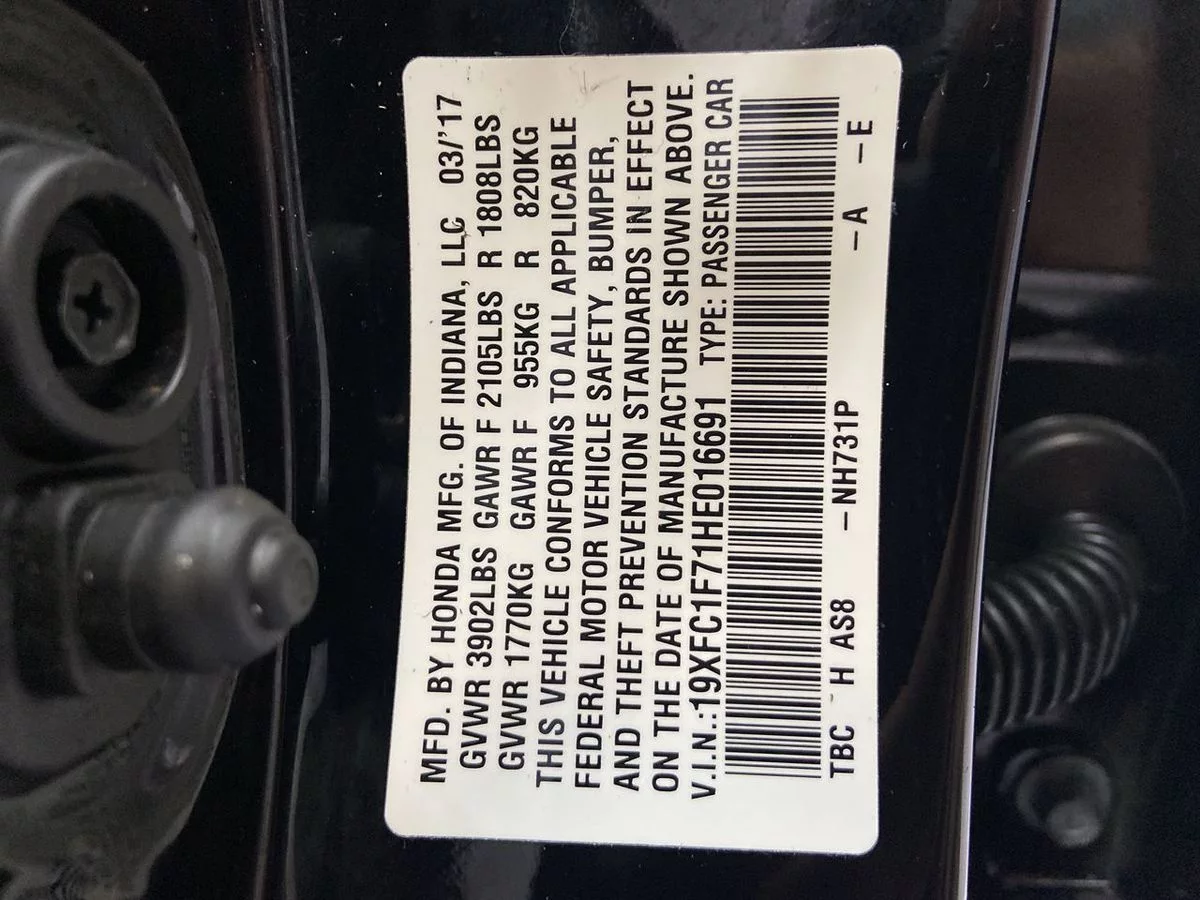 MFD. BY HONDA MFG. OF INDIANA, LLC 03/'17
GVWR 3902LBS GAWR F 2105LBS R 1808LBS
GVWR 1770KG GAWR F 955KG R 820KG
THIS VEHICLE CONFORMS TO ALL APPLICABLE
FEDERAL MOTOR VEHICLE SAFETY, BUMPER,
AND THEFT PREVENTION STANDARDS IN EFFECT
ON THE DATE OF MANUFACTURE SHOWN ABOVE.
V.I.N.:19XFC1F71HE016691 TYPE: PASSENGER CAR
TBC H AS8 –NH731P –A –E